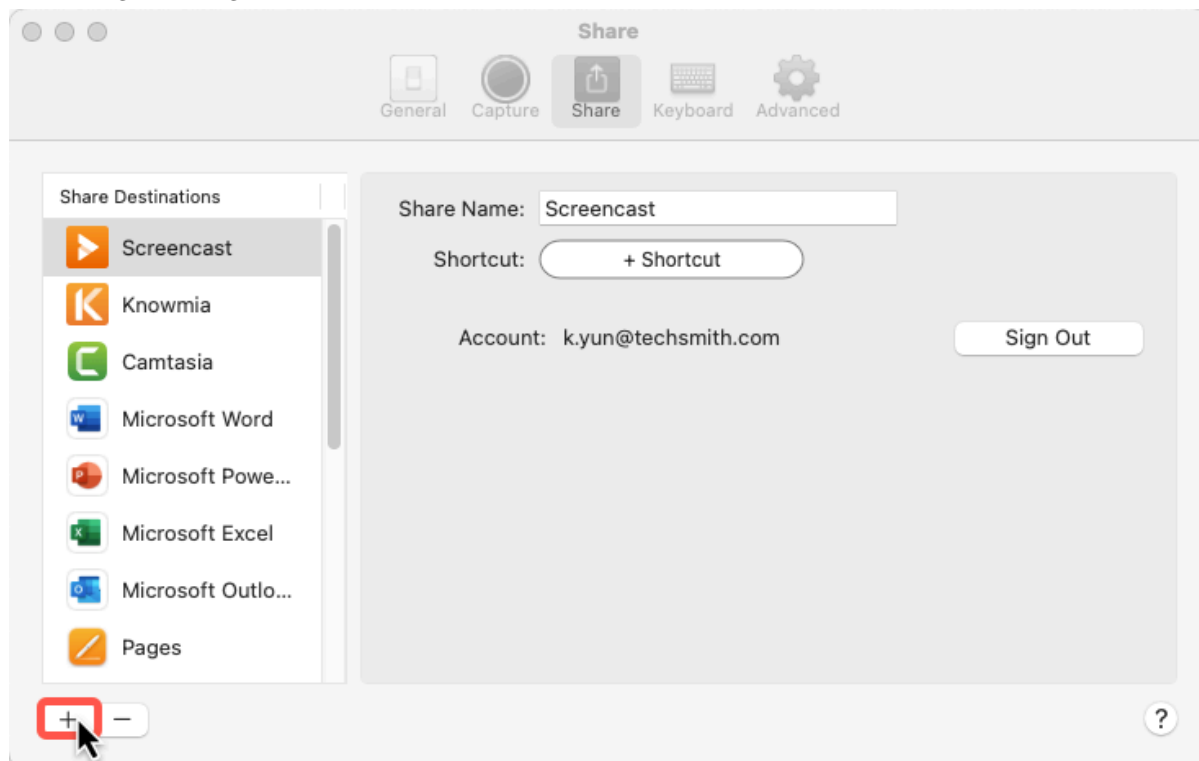 Share
General Capture Share Keyboard Advanced
Share Destinations
Screencast
Knowmia
Camtasia
Microsoft Word
Microsoft Powe...
Microsoft Excel
Microsoft Outlo...
Pages
Share Name: Screencast
Shortcut: + Shortcut
Account: k.yun@techsmith.com Sign Out
+ −
?